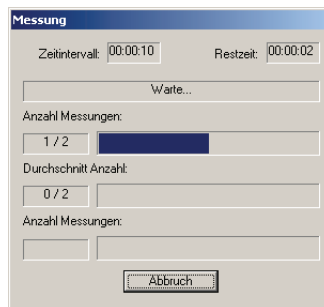 Messung
Zeitintervall: 00:00:10 Restzeit: 00:00:02
Warte...
Anzahl Messungen:
1 / 2
Durchschnitt Anzahl:
0 / 2
Anzahl Messungen:
Abbruch